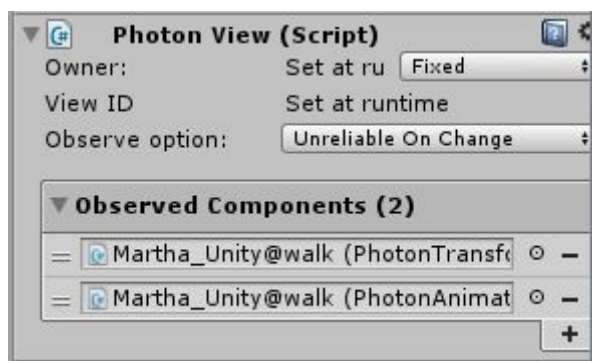 Photon View (Script)
Owner: Set at ru Fixed
View ID Set at runtime
Observe option: Unreliable On Change
Observed Components (2)
Martha_Unity@walk (PhotonTransf
Martha_Unity@walk (PhotonAnimat